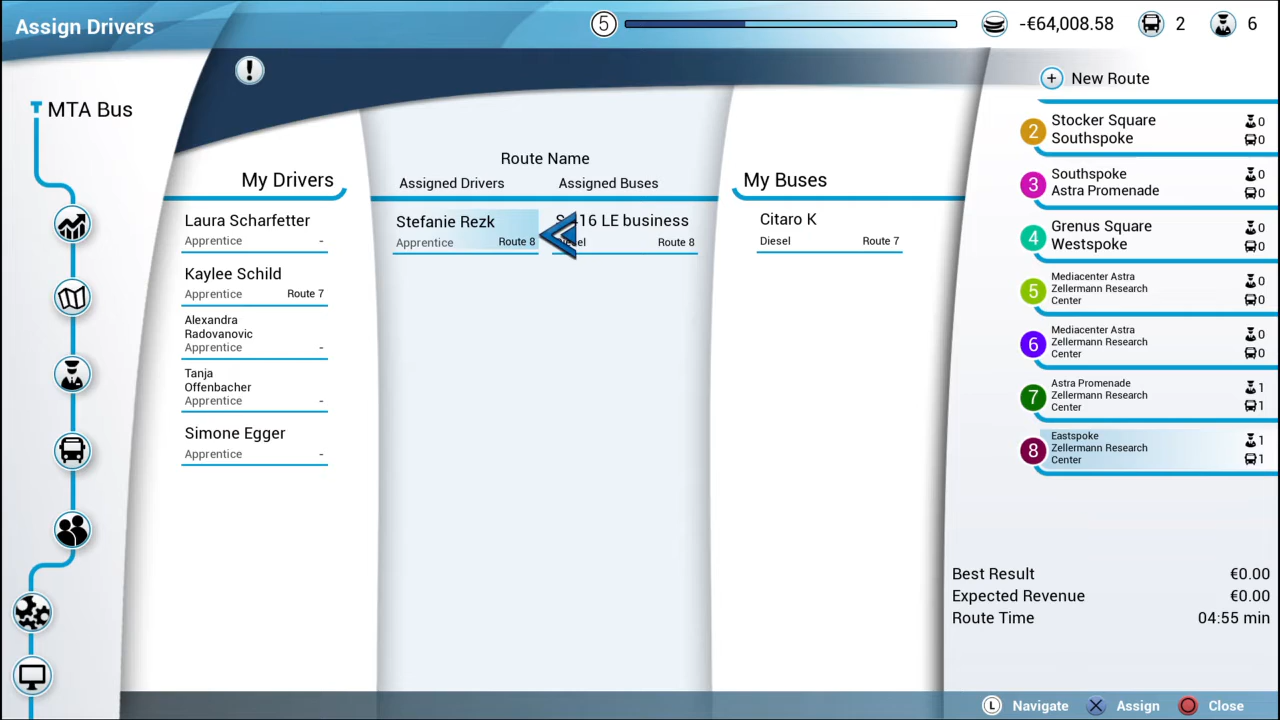 Assign Drivers
5
-€64,008.58
2
6
!
MTA Bus
My Drivers
Laura Scharfetter
Apprentice -
Kaylee Schild
Apprentice Route 7
Alexandra
Radovanovic
Apprentice -
Tanja
Offenbacher
Apprentice -
Simone Egger
Apprentice -
Route Name
Assigned Drivers Assigned Buses
Stefanie Rezk
Apprentice Route 8
LE business
Route 8
My Buses
Citaro K
Diesel Route 7
+ New Route
2
Stocker Square 0
Southspoke 0
3
Southspoke 0
Astra Promenade 0
4
Grenus Square 0
Westspoke 0
5
Mediacenter Astra 0
Zellermann Research
Center 0
6
Mediacenter Astra 0
Zellermann Research
Center 0
7
Astra Promenade 1
Zellermann Research
Center 1
8
Eastspoke 1
Zellermann Research
Center 1
Best Result €0.00
Expected Revenue €0.00
Route Time 04:55 min
L Navigate Assign Close